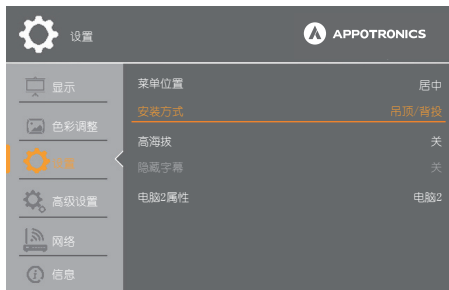 设置
APPOTRONICS
显示
色彩调整
设置
高级设置
网络
信息
菜单位置 居中
安装方式 吊顶/背投
高海拔 关
隐藏字幕 关
电脑2属性 电脑2